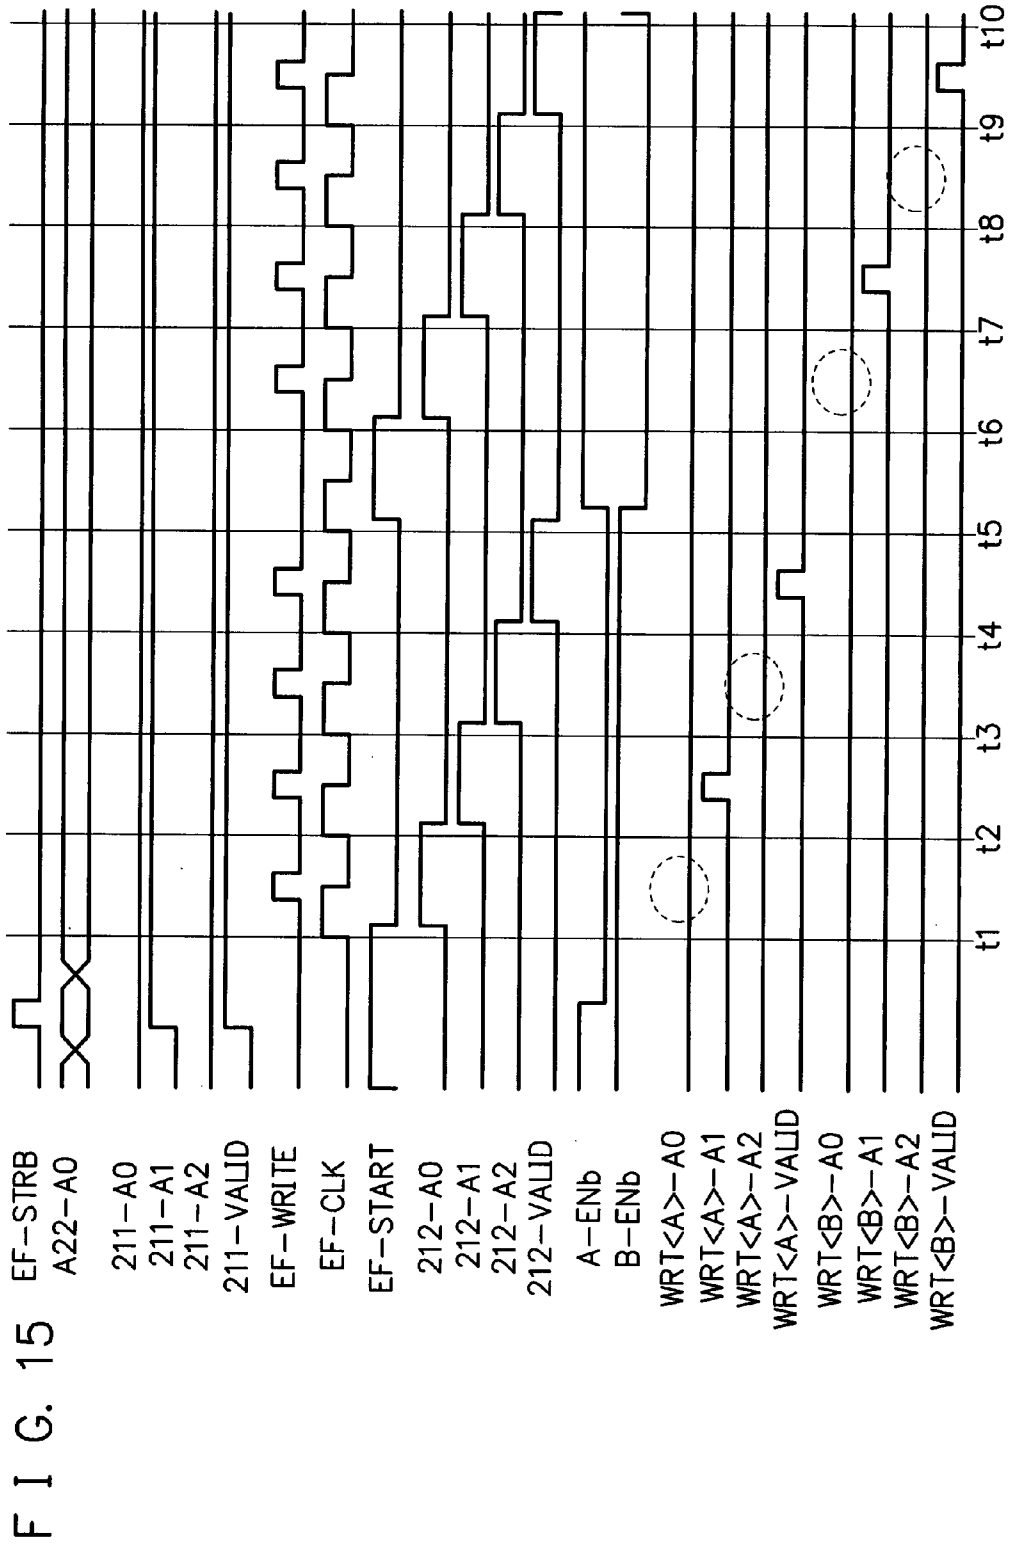 F I G. 15
EF-STRB
A22-A0
211-A0
211-A1
211-A2
211-VALID
EF-WRITE
EF-CLK
EF-START
212-A0
212-A1
212-A2
212-VALID
A-ENb
B-ENb
WRT<A>-A0
WRT<A>-A1
WRT<A>-A2
WRT<A>-VALID
WRT<B>-A0
WRT<B>-A1
WRT<B>-A2
WRT<B>-VALID
t1 t2 t3 t4 t5 t6 t7 t8 t9 t10